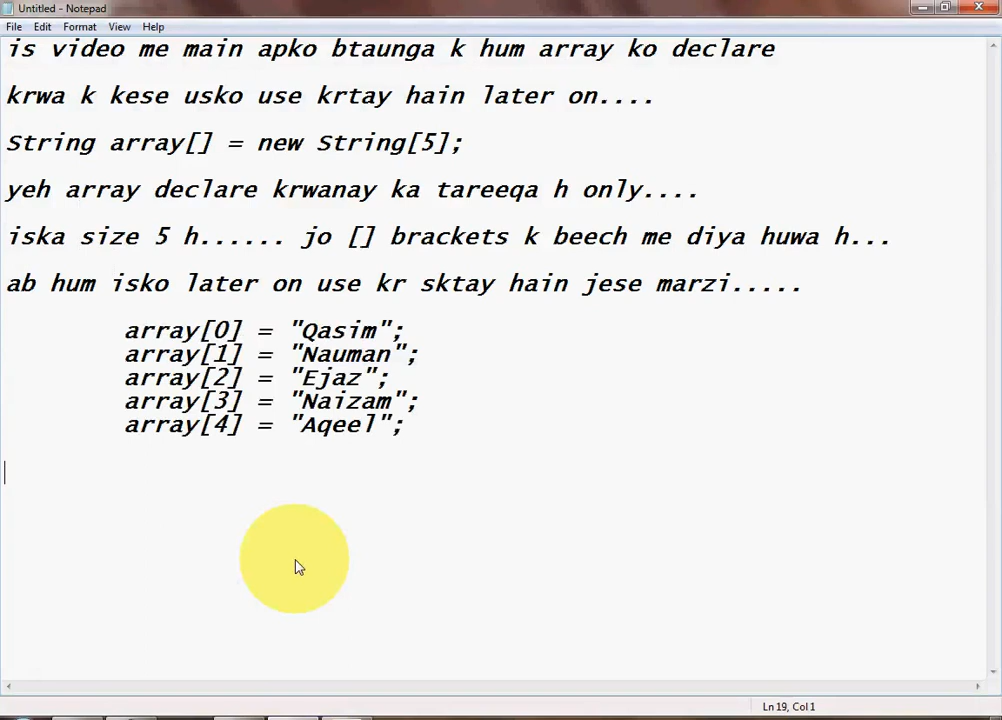 Untitled - Notepad
File Edit Format View Help
is video me main apko btaunga k hum array ko declare
krwa k kese usko use krtay hain later on....
String array[] = new String[5];
yeh array declare krwanay ka tareeqa h only....
iska size 5 h...... jo [] brackets k beech me diya huwa h...
ab hum isko later on use kr sktay hain jese marzi.....
array[0] = "Qasim";
array[1] = "Nauman";
array[2] = "Ejaz";
array[3] = "Naizam";
array[4] = "Aqeel";
Ln 19, Col 1